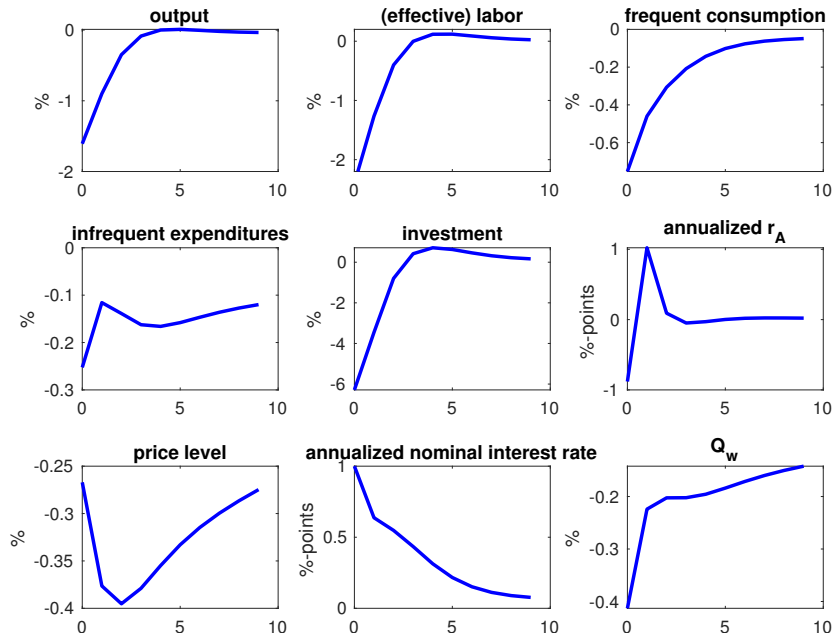 output
(effective) labor
frequent consumption
0
-1
-2
%
0 5 10
0
-1
-2
%
0 5 10
-0.2
-0.4
-0.6
%
0 5 10
infrequent expenditures
investment
annualized r_A
0
-0.1
-0.2
-0.3
%
0 5 10
0
-2
-4
-6
%
0 5 10
1
0
-1
%-points
0 5 10
price level
annualized nominal interest rate
Q_w
-0.25
-0.3
-0.35
-0.4
%
0 5 10
1
0.5
0
%-points
0 5 10
-0.2
-0.3
-0.4
%
0 5 10